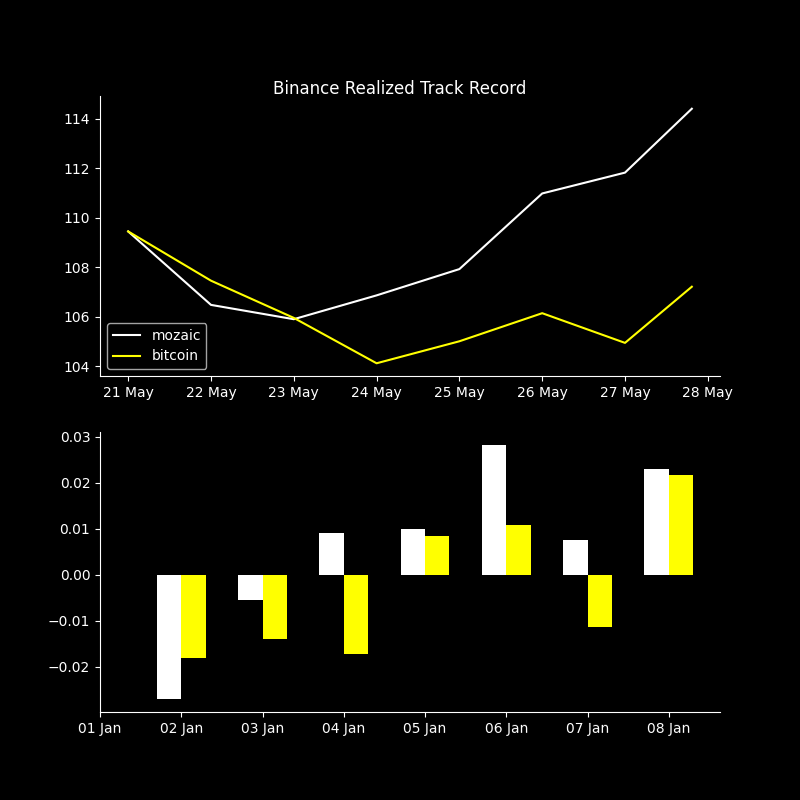 Binance Realized Track Record
114
112
110
108
106
104
mozaic
bitcoin
21 May 22 May 23 May 24 May 25 May 26 May 27 May 28 May
0.03
0.02
0.01
0.00
−0.01
−0.02
01 Jan 02 Jan 03 Jan 04 Jan 05 Jan 06 Jan 07 Jan 08 Jan